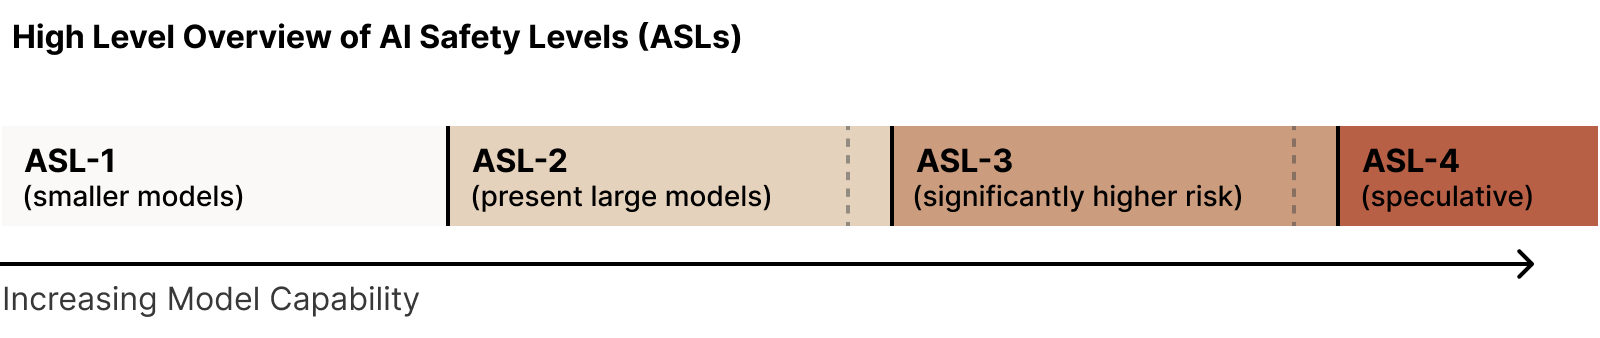 High Level Overview of AI Safety Levels (ASLs)
ASL-1
(smaller models)
ASL-2
(present large models)
ASL-3
(significantly higher risk)
ASL-4
(speculative)
Increasing Model Capability